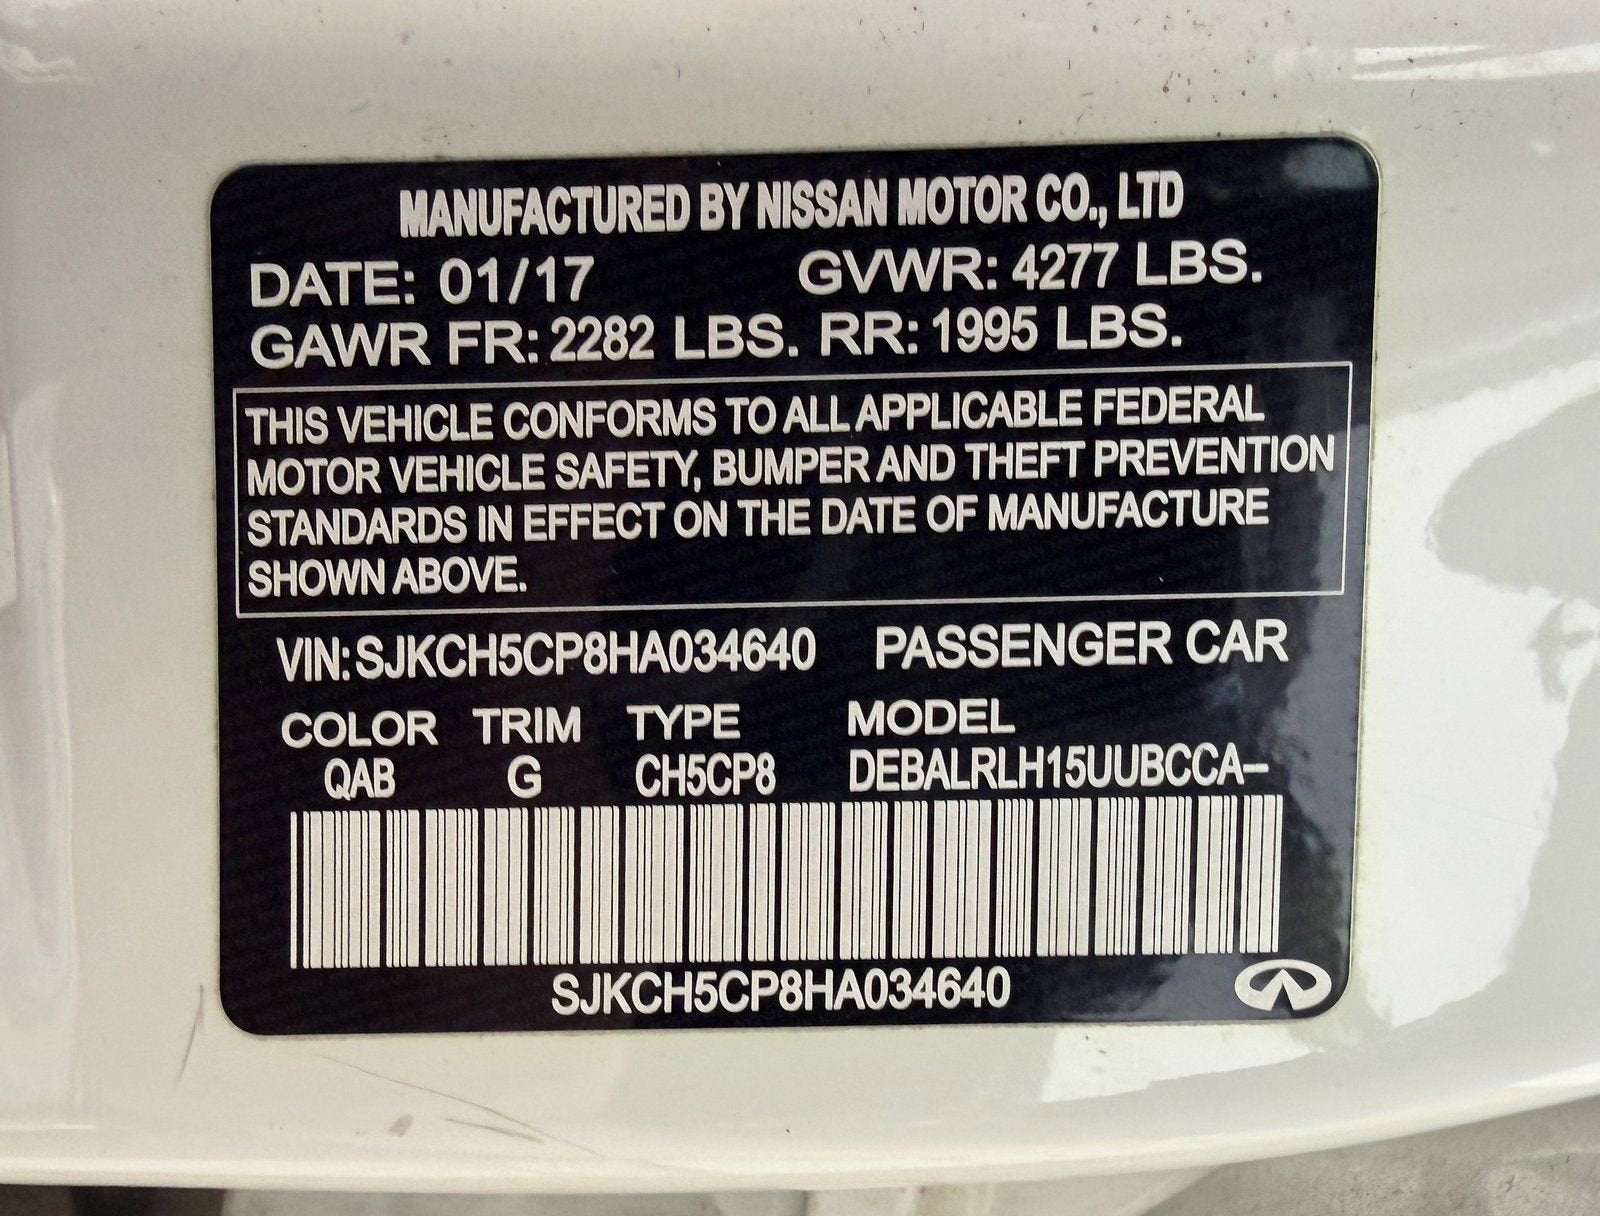 MANUFACTURED BY NISSAN MOTOR CO., LTD
DATE: 01/17 GVWR: 4277 LBS.
GAWR FR: 2282 LBS. RR: 1995 LBS.
THIS VEHICLE CONFORMS TO ALL APPLICABLE FEDERAL
MOTOR VEHICLE SAFETY, BUMPER AND THEFT PREVENTION
STANDARDS IN EFFECT ON THE DATE OF MANUFACTURE
SHOWN ABOVE.
VIN: SJKCH5CP8HA034640 PASSENGER CAR
COLOR TRIM TYPE MODEL
QAB G CH5CP8 DEBALRLH15UUBCCA–
SJKCH5CP8HA034640